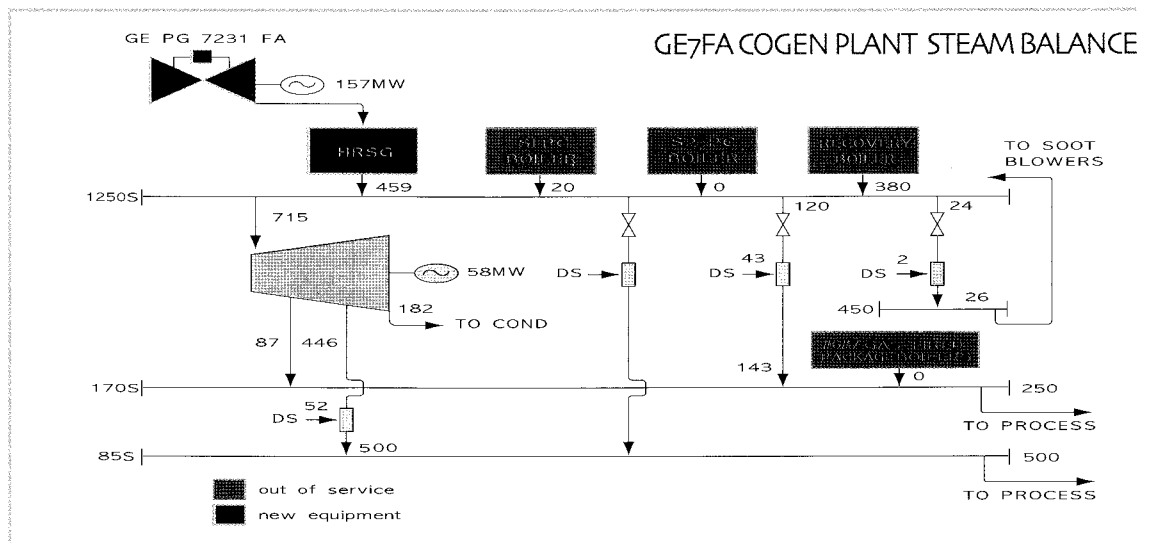 GE PG 7231 FA
GE7FA COGEN PLANT STEAM BALANCE
157MW
HRSG
BOILER
BOILER
RECOVERY
BOILER
TO SOOT
BLOWERS
459
20
0
380
1250S
715
120
24
DS
43
DS
2
DS
58MW
182
TO COND
450
26
87
446
143
0
170S
250
52
DS
TO PROCESS
500
85S
500
TO PROCESS
out of service
new equipment